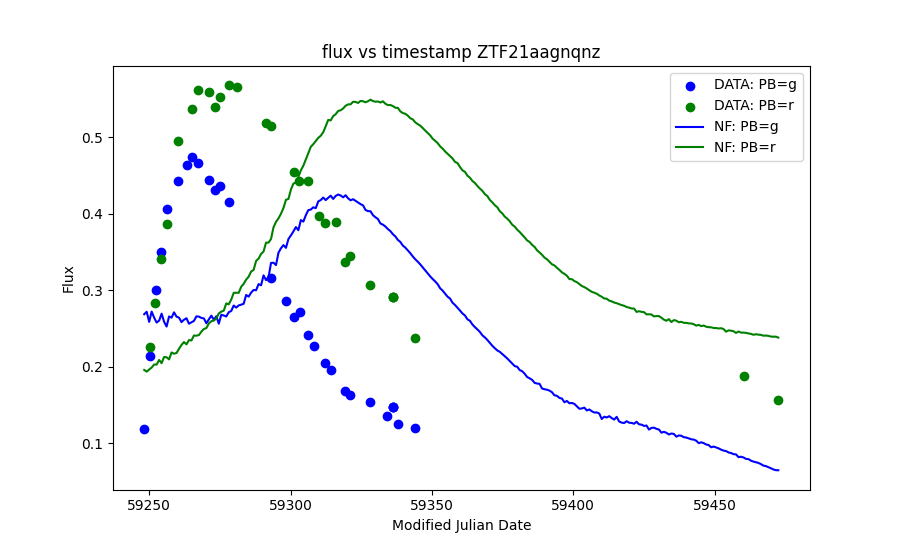 flux vs timestamp ZTF21aagnqnz
DATA: PB=g
DATA: PB=r
NF: PB=g
NF: PB=r
Flux
0.5
0.4
0.3
0.2
0.1
59250
59300
59350
59400
59450
Modified Julian Date